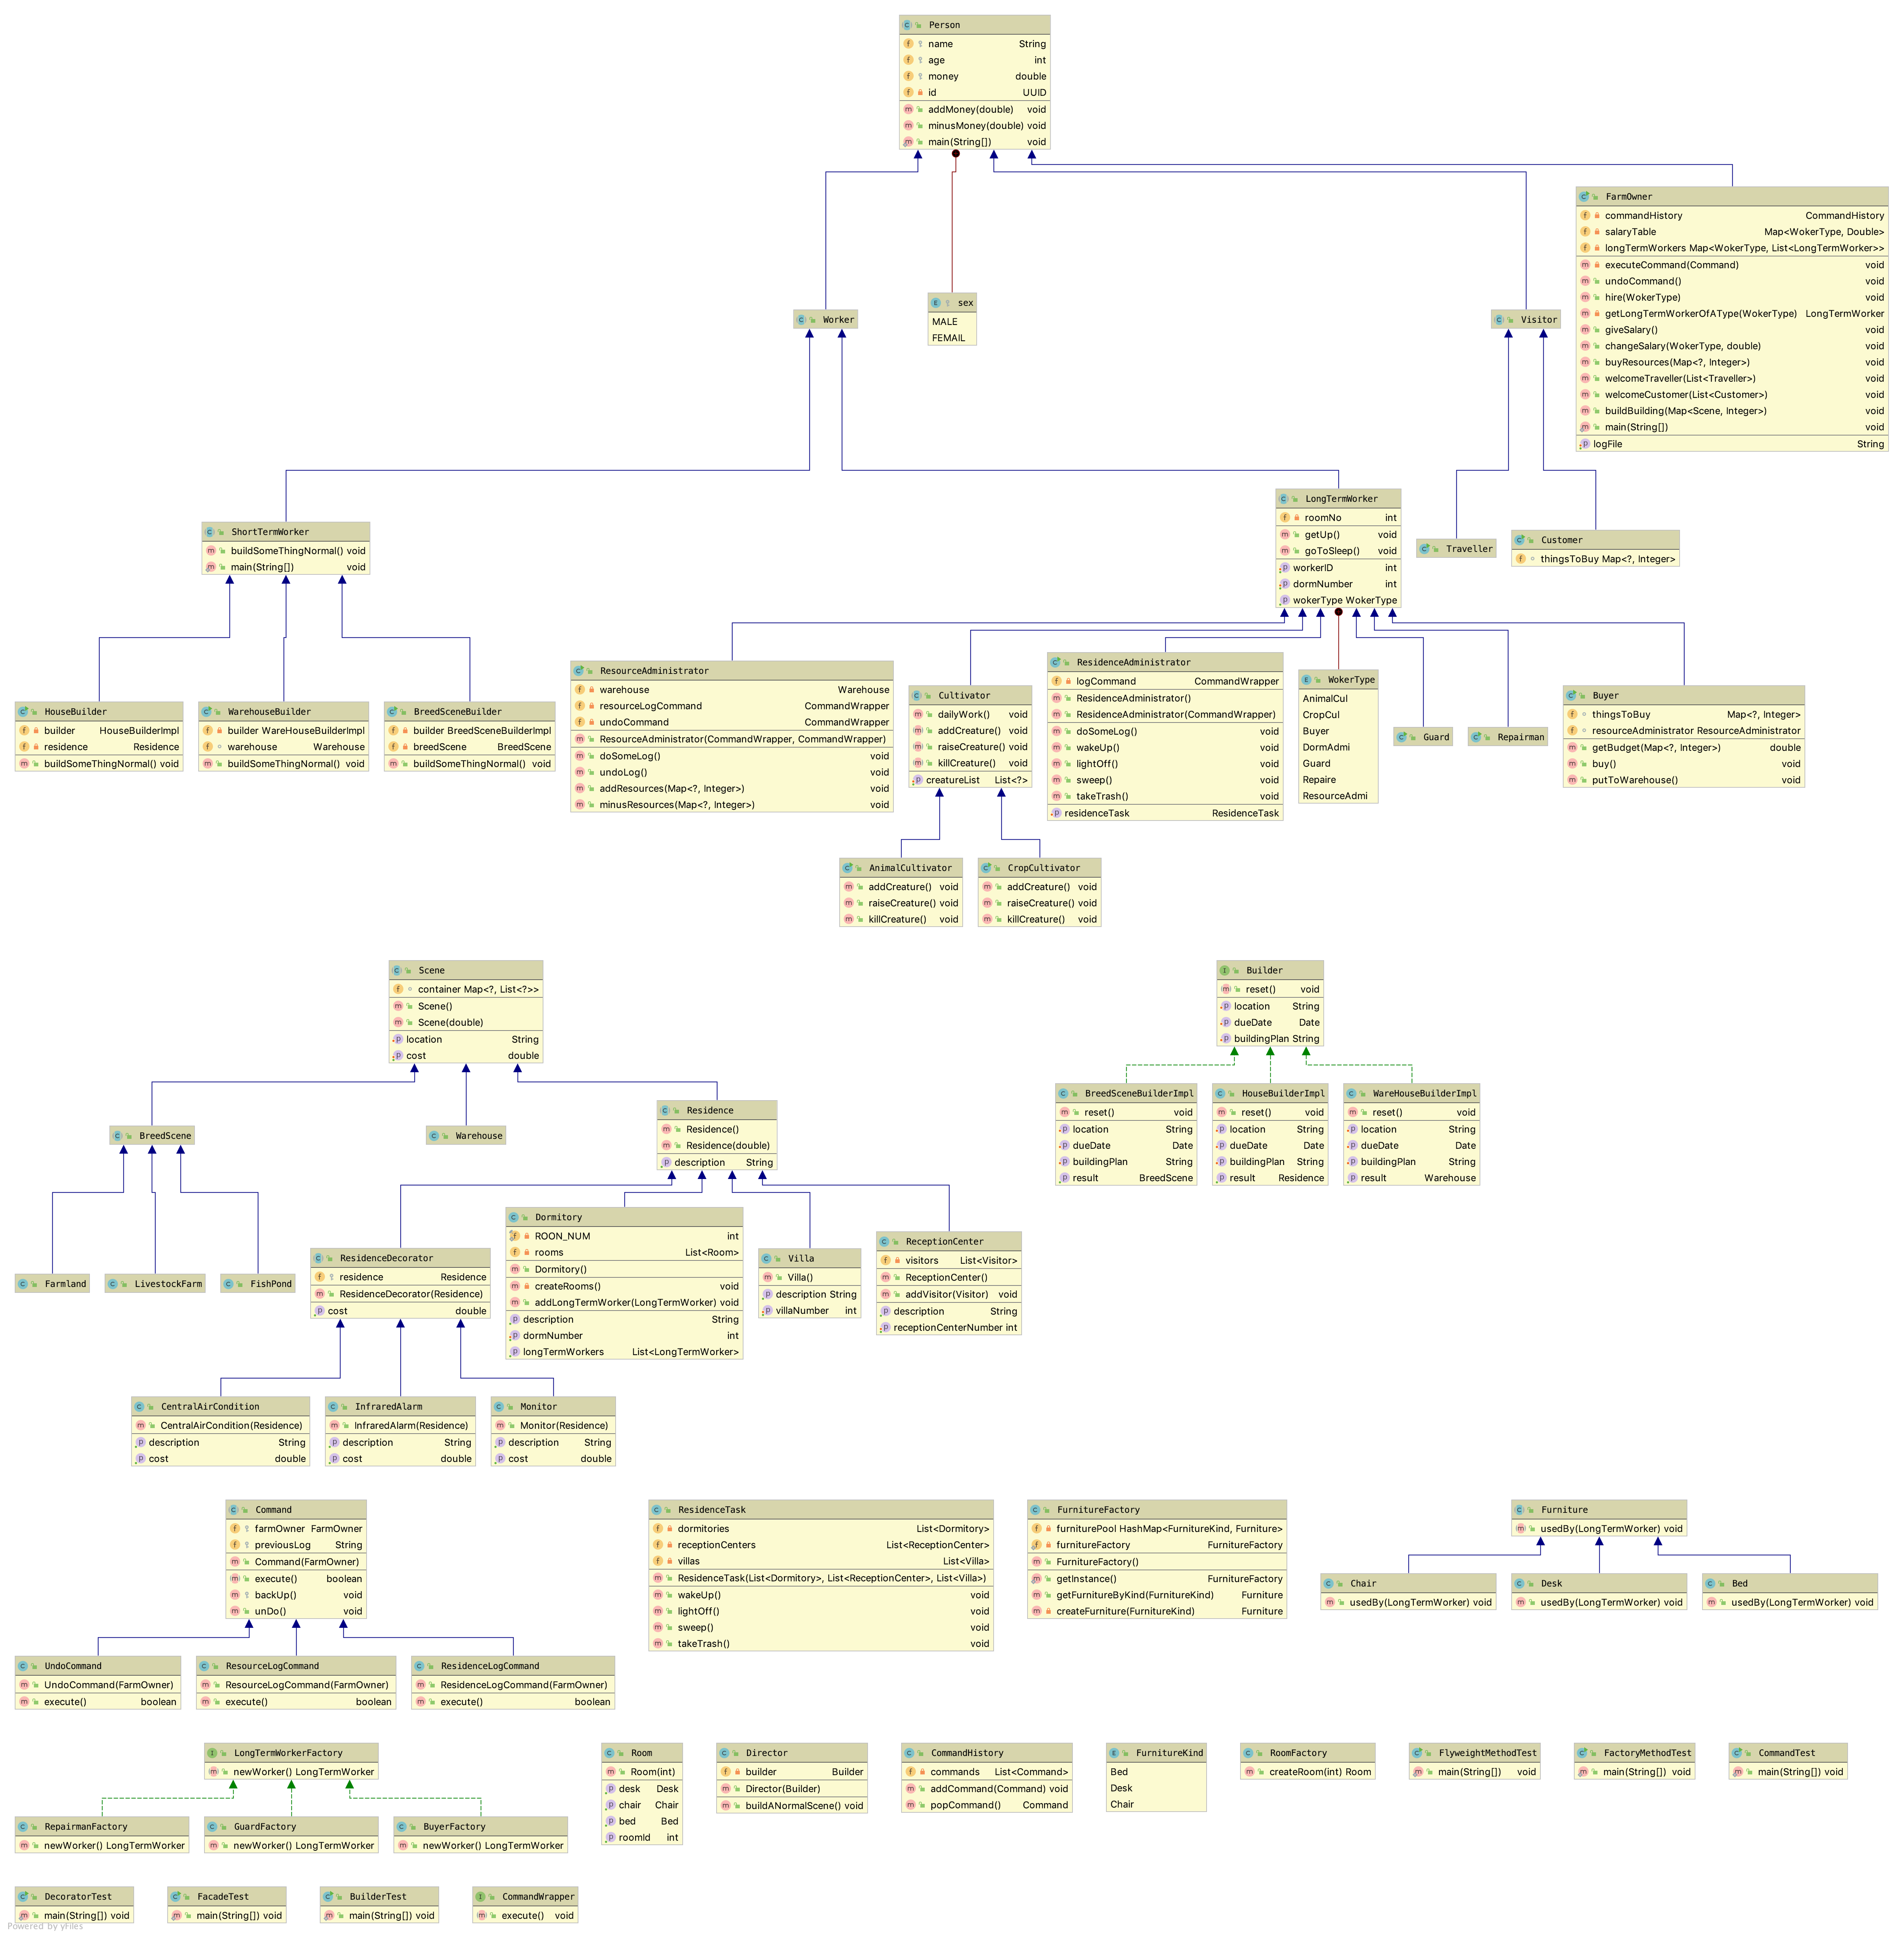 Person
name String
age int
money double
id UUID
addMoney(double) void
minusMoney(double) void
main(String[]) void
FarmOwner
commandHistory CommandHistory
salaryTable Map<WokerType, Double>
longTermWorkers Map<WokerType, List<LongTermWorker>>
executeCommand(Command) void
undoCommand() void
hire(WokerType) void
getLongTermWorkerOfAType(WokerType) LongTermWorker
giveSalary() void
changeSalary(WokerType, double) void
buyResources(Map<?, Integer>) void
welcomeTraveller(List<Traveller>) void
welcomeCustomer(List<Customer>) void
buildBuilding(Map<Scene, Integer>) void
main(String[]) void
logFile String
Worker
sex
MALE
FEMAIL
Visitor
ShortTermWorker
buildSomeThingNormal() void
main(String[]) void
LongTermWorker
roomNo int
getUp() void
goToSleep() void
workerID int
dormNumber int
wokerType WokerType
Traveller
Customer
thingsToBuy Map<?, Integer>
HouseBuilder
builder HouseBuilderImpl
residence Residence
buildSomeThingNormal() void
WarehouseBuilder
builder WareHouseBuilderImpl
warehouse Warehouse
buildSomeThingNormal() void
BreedSceneBuilder
builder BreedSceneBuilderImpl
breedScene BreedScene
buildSomeThingNormal() void
ResourceAdministrator
warehouse Warehouse
resourceLogCommand CommandWrapper
undoCommand CommandWrapper
ResourceAdministrator(CommandWrapper, CommandWrapper)
doSomeLog() void
undoLog() void
addResources(Map<?, Integer>) void
minusResources(Map<?, Integer>) void
Cultivator
dailyWork() void
addCreature() void
raiseCreature() void
killCreature() void
creatureList List<?>
ResidenceAdministrator
logCommand CommandWrapper
ResidenceAdministrator()
ResidenceAdministrator(CommandWrapper)
doSomeLog() void
wakeUp() void
lightOff() void
sweep() void
takeTrash() void
residenceTask ResidenceTask
WokerType
AnimalCul
CropCul
Buyer
DormAdmi
Guard
Repaire
ResourceAdmi
Guard
Repairman
Buyer
thingsToBuy Map<?, Integer>
resourceAdministrator ResourceAdministrator
getBudget(Map<?, Integer>) double
buy() void
putToWarehouse() void
AnimalCultivator
addCreature() void
raiseCreature() void
killCreature() void
CropCultivator
addCreature() void
raiseCreature() void
killCreature() void
Scene
container Map<?, List<?>>
Scene()
Scene(double)
location String
cost double
Builder
reset() void
location String
dueDate Date
buildingPlan String
BreedScene
Warehouse
Residence
Residence()
Residence(double)
description String
BreedSceneBuilderImpl
reset() void
location String
dueDate Date
buildingPlan String
result BreedScene
HouseBuilderImpl
reset() void
location String
dueDate Date
buildingPlan String
result Residence
WareHouseBuilderImpl
reset() void
location String
dueDate Date
buildingPlan String
result Warehouse
Farmland
LivestockFarm
FishPond
ResidenceDecorator
residence Residence
ResidenceDecorator(Residence)
cost double
Dormitory
ROON_NUM int
rooms List<Room>
Dormitory()
createRooms() void
addLongTermWorker(LongTermWorker) void
description String
dormNumber int
longTermWorkers List<LongTermWorker>
Villa
Villa()
description String
villaNumber int
ReceptionCenter
visitors List<Visitor>
ReceptionCenter()
addVisitor(Visitor) void
description String
receptionCenterNumber int
CentralAirCondition
CentralAirCondition(Residence)
description String
cost double
InfraredAlarm
InfraredAlarm(Residence)
description String
cost double
Monitor
Monitor(Residence)
description String
cost double
Command
farmOwner FarmOwner
previousLog String
Command(FarmOwner)
execute() boolean
backUp() void
unDo() void
ResidenceTask
dormitories List<Dormitory>
receptionCenters List<ReceptionCenter>
villas List<Villa>
ResidenceTask(List<Dormitory>, List<ReceptionCenter>, List<Villa>)
wakeUp() void
lightOff() void
sweep() void
takeTrash() void
FurnitureFactory
furniturePool HashMap<FurnitureKind, Furniture>
furnitureFactory FurnitureFactory
FurnitureFactory()
getInstance() FurnitureFactory
getFurnitureByKind(FurnitureKind) Furniture
createFurniture(FurnitureKind) Furniture
Furniture
usedBy(LongTermWorker) void
Chair
usedBy(LongTermWorker) void
Desk
usedBy(LongTermWorker) void
Bed
usedBy(LongTermWorker) void
UndoCommand
UndoCommand(FarmOwner)
execute() boolean
ResourceLogCommand
ResourceLogCommand(FarmOwner)
execute() boolean
ResidenceLogCommand
ResidenceLogCommand(FarmOwner)
execute() boolean
LongTermWorkerFactory
newWorker() LongTermWorker
Room
Room(int)
desk Desk
chair Chair
bed Bed
roomId int
Director
builder Builder
Director(Builder)
buildANormalScene() void
CommandHistory
commands List<Command>
addCommand(Command) void
popCommand() Command
FurnitureKind
Bed
Desk
Chair
RoomFactory
createRoom(int) Room
FlyweightMethodTest
main(String[]) void
FactoryMethodTest
main(String[]) void
CommandTest
main(String[]) void
RepairmanFactory
newWorker() LongTermWorker
GuardFactory
newWorker() LongTermWorker
BuyerFactory
newWorker() LongTermWorker
DecoratorTest
main(String[]) void
FacadeTest
main(String[]) void
BuilderTest
main(String[]) void
CommandWrapper
execute() void
Powered by yFiles